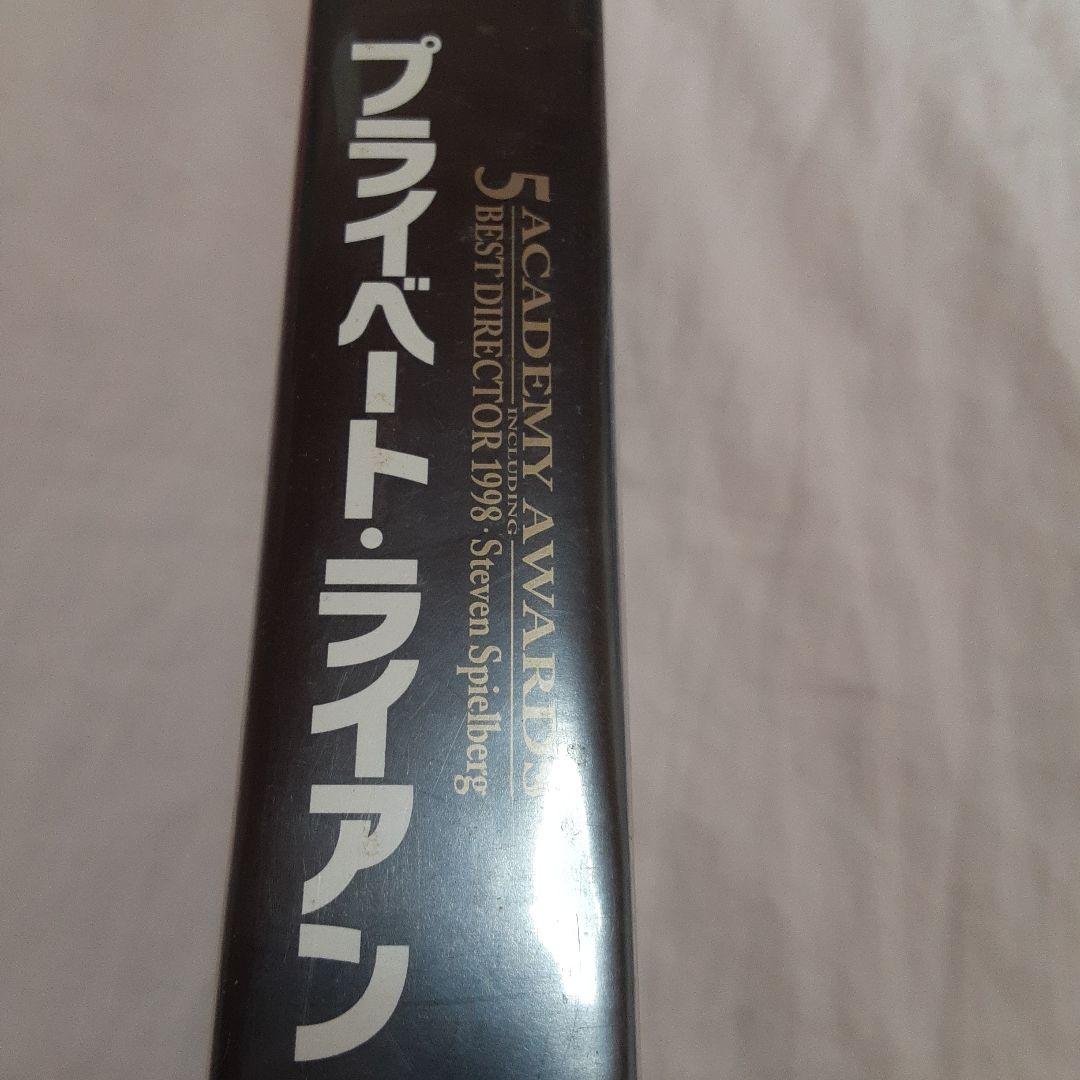 プライベート・ライアン
5 ACADEMY AWARDS
INCLUDING
BEST DIRECTOR 1998・Steven Spielberg